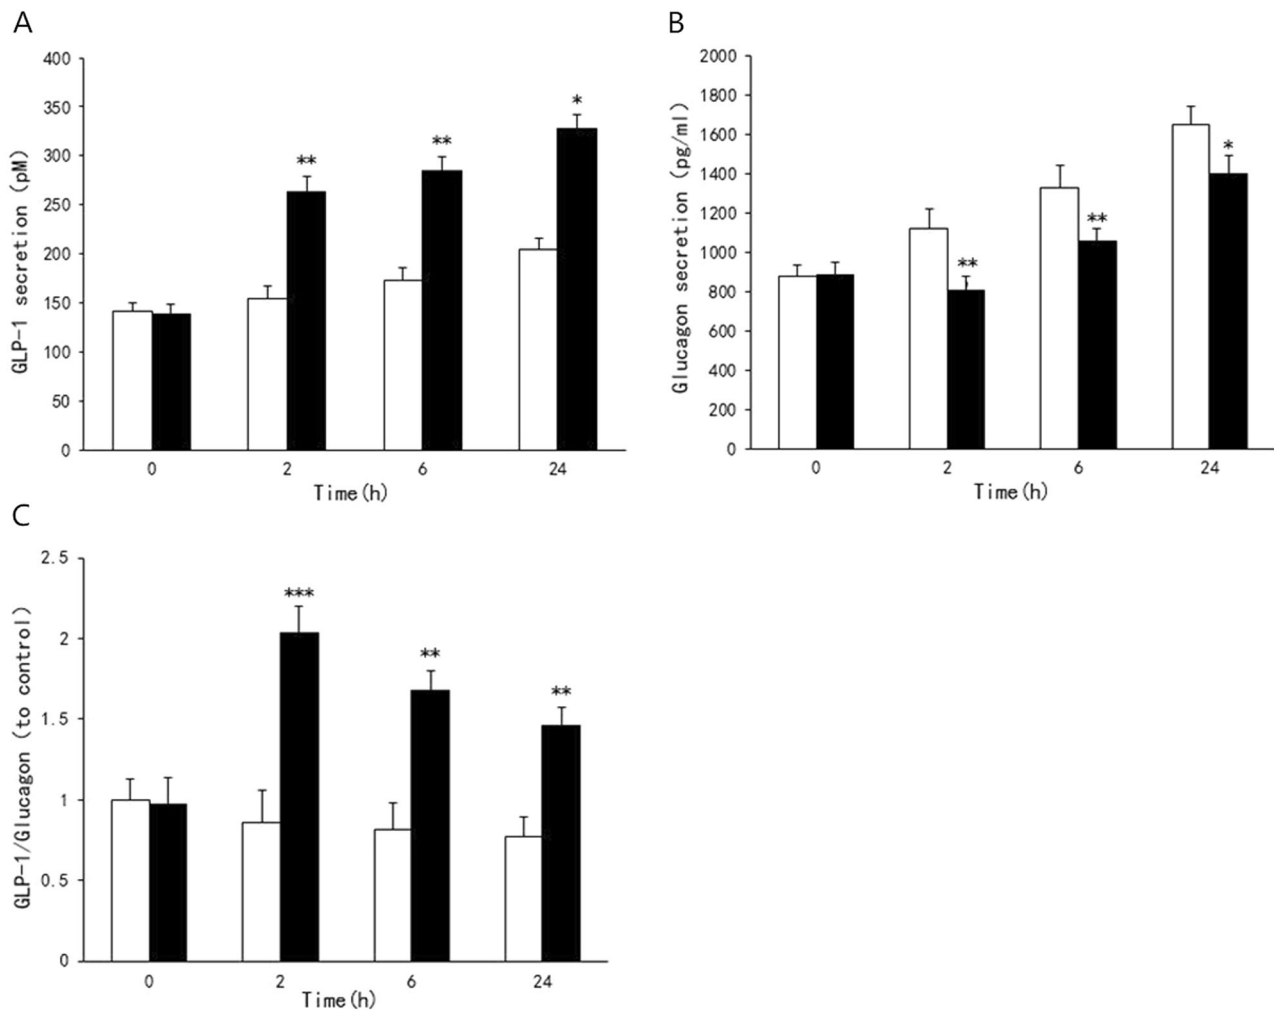 A
GLP-1 secretion (pM)
400
350
300
250
200
150
100
50
0
**
**
*
0 2 6 24
Time(h)
B
Glucagon secretion (pg/ml)
2000
1800
1600
1400
1200
1000
800
600
400
200
0
**
**
*
0 2 6 24
Time(h)
C
GLP-1/Glucagon (to control)
2.5
2
1.5
1
0.5
0
***
**
**
0 2 6 24
Time(h)